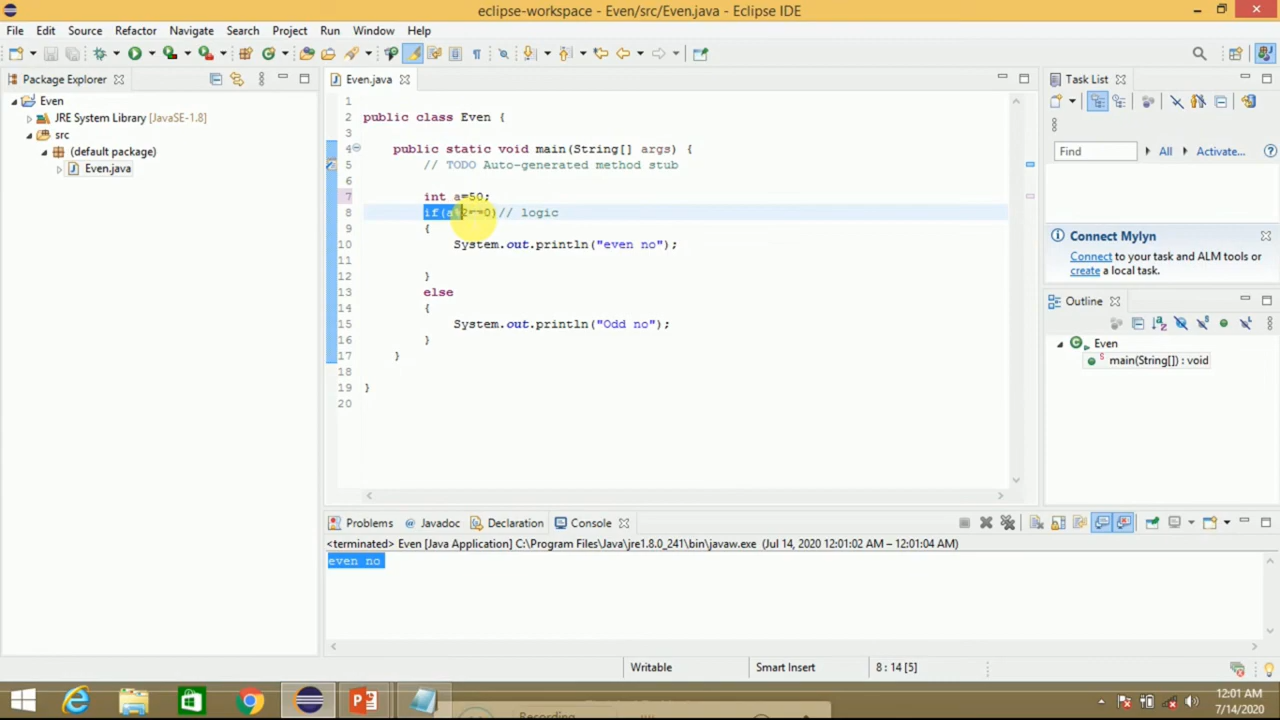 eclipse-workspace - Even/src/Even.java - Eclipse IDE
File Edit Source Refactor Navigate Search Project Run Window Help
Package Explorer
Even
JRE System Library [JavaSE-1.8]
src
(default package)
Even.java
Even.java
1
2 public class Even {
3
4 public static void main(String[] args) {
5 // TODO Auto-generated method stub
6
7 int a=50;
8 if(a%2==0)// logic
{
10 System.out.println("even no");
11
12 }
13 else
14 {
15 System.out.println("Odd no");
16 }
17 }
18
19 }
20
Task List
Find All Activate... ?
Connect Mylyn
Connect to your task and ALM tools or
create a local task.
Outline
Even
main(String[]) : void
Problems Javadoc Declaration Console
<terminated> Even [Java Application] C:\Program Files\Java\jre1.8.0_241\bin\javaw.exe (Jul 14, 2020 12:01:02 AM – 12:01:04 AM)
even no
Writable Smart Insert 8 : 14 [5]
Recording
12:01 AM
7/14/2020